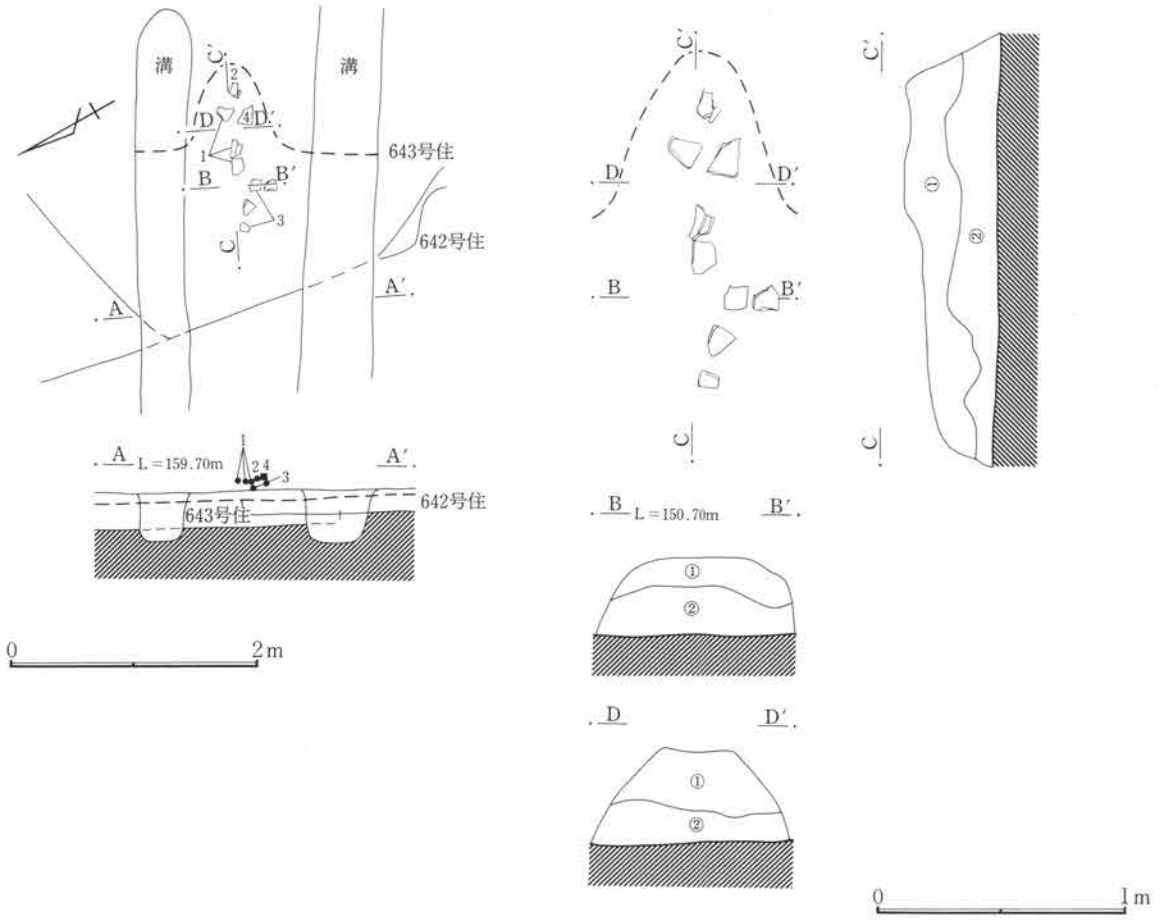 溝
溝
C′
2
D
4
D′
1
643号住
B
B′
3
C
642号住
A
A′
A L=159.70m A′
1
2 4
3
643号住
642号住
0 2m
C′
D D′
B B′
C
B L=150.70m B′
①
②
D D′
①
②
C′
①
②
C
0 1m